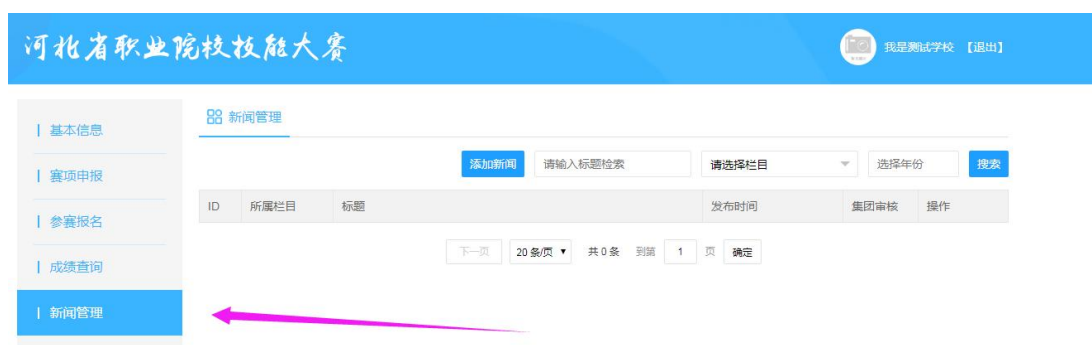 河北省职业院校技能大赛
我是测试学校 【退出】
基本信息
赛项申报
参赛报名
成绩查询
新闻管理
新闻管理
添加新闻 请输入标题检索 请选择栏目 选择年份 搜索
ID 所属栏目 标题 发布时间 集团审核 操作
下一页 20 条/页 共 0 条 到第 1 页 确定